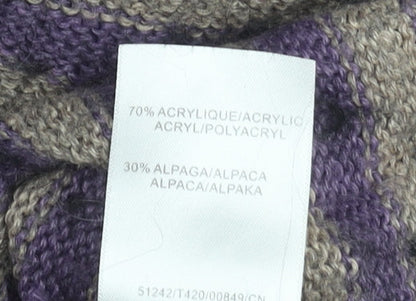 70% ACRYLIQUE/ACRYLIC
ACRYL/POLYACRYL
30% ALPAGA/ALPACA
ALPACA/ALPAKA
51242/T420/00849/CN